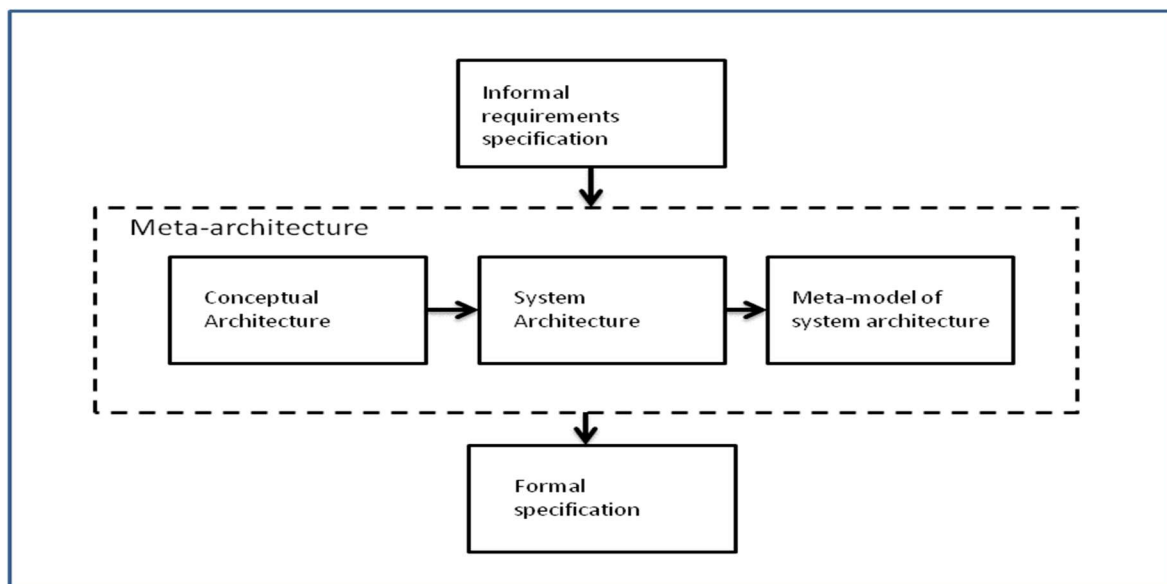 Informal
requirements
specification
Meta-architecture
Conceptual
Architecture
System
Architecture
Meta-model of
system architecture
Formal
specification